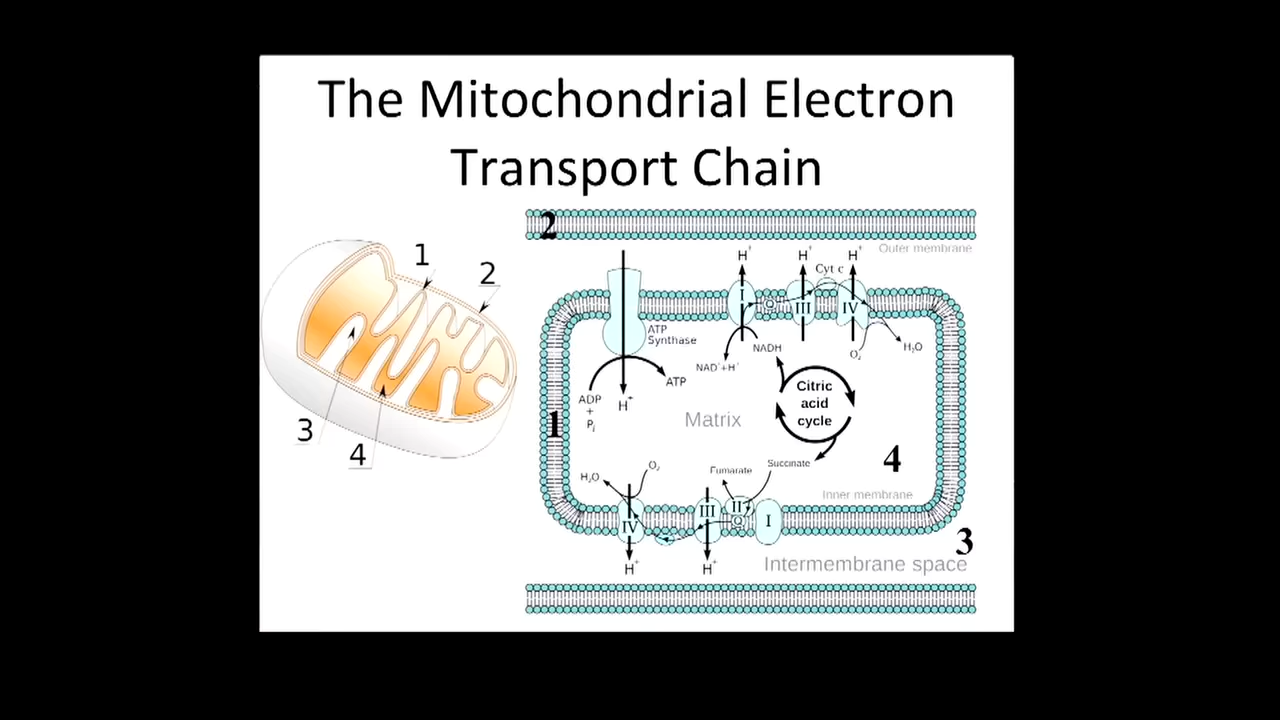 The Mitochondrial Electron
Transport Chain
1
2
3
4
2
Outer membrane
H+
H+
H+
Cyt c
I
Q
III
IV
ATP
Synthase
NADH
NAD+ +H+
O2
H2O
ADP
+
Pi
H+
ATP
Citric
acid
cycle
Matrix
1
4
H2O
O2
Fumarate
Succinate
Inner membrane
IV
III
II
Q
I
H+
H+
3
Intermembrane space